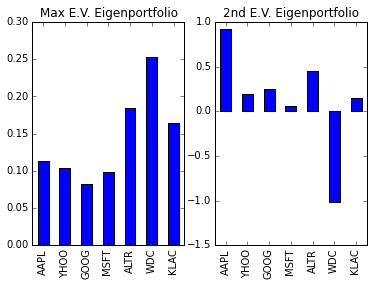 Max E.V. Eigenportfolio
0.30
0.25
0.20
0.15
0.10
0.05
0.00
AAPL
YHOO
GOOG
MSFT
ALTR
WDC
KLAC
2nd E.V. Eigenportfolio
1.0
0.5
0.0
−0.5
−1.0
−1.5
AAPL
YHOO
GOOG
MSFT
ALTR
WDC
KLAC